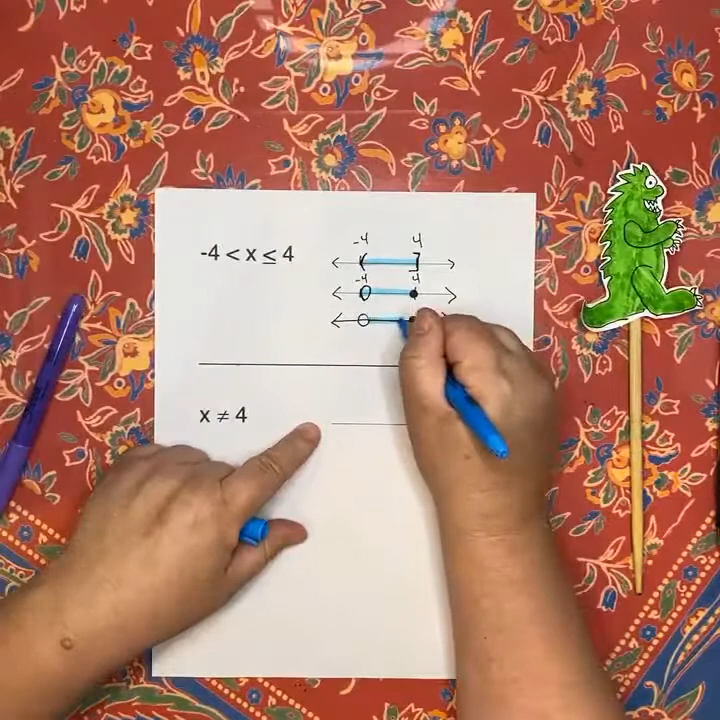 -4 < x ≤ 4
-4 4
-4 4
x ≠ 4